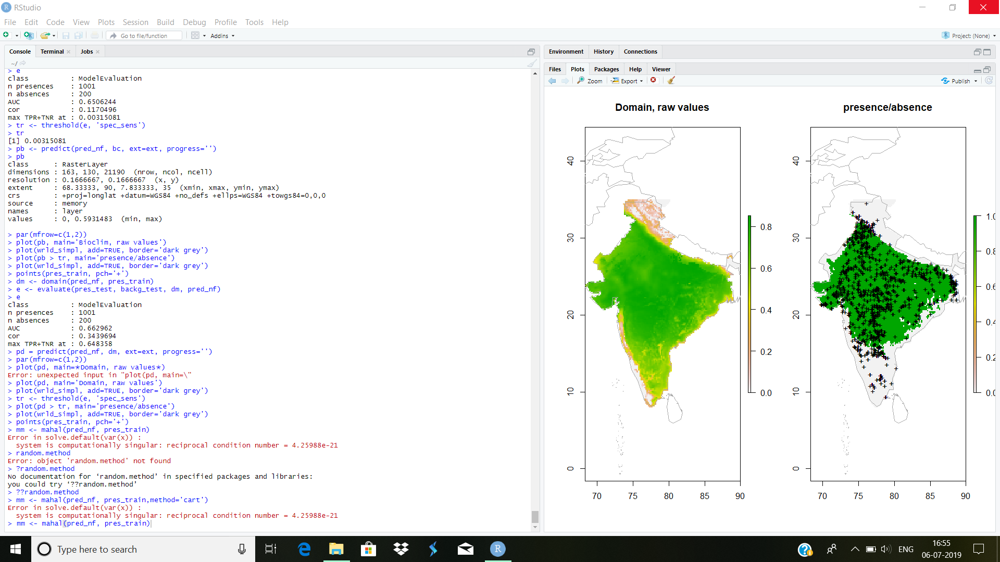 RStudio
File Edit Code View Plots Session Build Debug Profile Tools Help
Go to file/function Addins Project: (None)
Console Terminal Jobs
~/
> e
class : ModelEvaluation
n presences : 1001
n absences : 200
AUC : 0.6506244
cor : 0.1170496
max TPR+TNR at : 0.00315081
> tr <- threshold(e, 'spec_sens')
> tr
[1] 0.00315081
> pb <- predict(pred_nf, bc, ext=ext, progress='')
> pb
class : RasterLayer
dimensions : 163, 130, 21190 (nrow, ncol, ncell)
resolution : 0.1666667, 0.1666667 (x, y)
extent : 68.33333, 90, 7.833333, 35 (xmin, xmax, ymin, ymax)
crs : +proj=longlat +datum=WGS84 +no_defs +ellps=WGS84 +towgs84=0,0,0
source : memory
names : layer
values : 0, 0.5931483 (min, max)
> par(mfrow=c(1,2))
> plot(pb, main='Bioclim, raw values')
> plot(wrld_simpl, add=TRUE, border='dark grey')
> plot(pb > tr, main='presence/absence')
> plot(wrld_simpl, add=TRUE, border='dark grey')
> points(pres_train, pch='+')
> dm <- domain(pred_nf, pres_train)
> e <- evaluate(pres_test, backg_test, dm, pred_nf)
> e
class : ModelEvaluation
n presences : 1001
n absences : 200
AUC : 0.662962
cor : 0.3439694
max TPR+TNR at : 0.648358
> pd = predict(pred_nf, dm, ext=ext, progress='')
> par(mfrow=c(1,2))
> plot(pd, main=✶Domain, raw values✶)
Error: unexpected input in "plot(pd, main=\"
> plot(pd, main='Domain, raw values')
> plot(wrld_simpl, add=TRUE, border='dark grey')
> tr <- threshold(e, 'spec_sens')
> plot(pd > tr, main='presence/absence')
> plot(wrld_simpl, add=TRUE, border='dark grey')
> points(pres_train, pch='+')
> mm <- mahal(pred_nf, pres_train)
Error in solve.default(var(x)) :
system is computationally singular: reciprocal condition number = 4.25988e-21
> random.method
Error: object 'random.method' not found
> ?random.method
No documentation for ‘random.method’ in specified packages and libraries:
you could try ‘??random.method’
> ??random.method
> mm <- mahal(pred_nf, pres_train,method='cart')
Error in solve.default(var(x)) :
system is computationally singular: reciprocal condition number = 4.25988e-21
> mm <- mahal(pred_nf, pres_train)
Environment History Connections
Files Plots Packages Help Viewer
Zoom Export Publish
Domain, raw values
40
30
20
10
0
70 75 80 85 90
0.8
0.6
0.4
0.2
0.0
presence/absence
40
30
20
10
0
70 75 80 85 90
1.0
0.8
0.6
0.4
0.2
0.0
Type here to search
ENG
16:55
06-07-2019